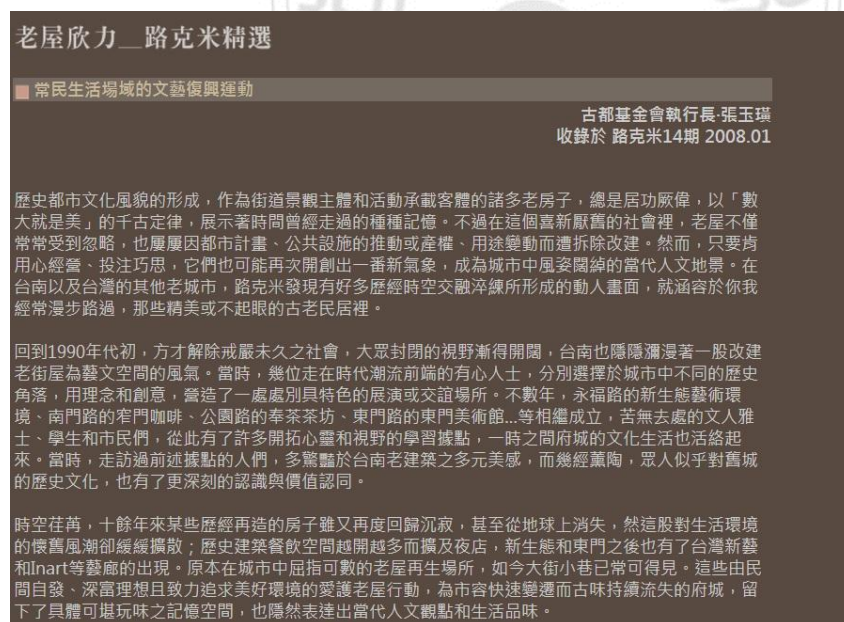 老屋欣力__路克米精選
常民生活場域的文藝復興運動
古都基金會執行長‧張玉璜
收錄於 路克米14期 2008.01
歷史都市文化風貌的形成，作為街道景觀主體和活動承載客體的諸多老房子，總是居功厥偉，以「數
大就是美」的千古定律，展示著時間曾經走過的種種記憶。不過在這個喜新厭舊的社會裡，老屋不僅
常常受到忽略，也屢屢因都市計畫、公共設施的推動或產權、用途變動而遭拆除改建。然而，只要肯
用心經營、投注巧思，它們也可能再次開創出一番新氣象，成為城市中風姿闊綽的當代人文地景。在
台南以及台灣的其他老城市，路克米發現有好多歷經時空交融淬練所形成的動人畫面，就涵容於你我
經常漫步路過，那些精美或不起眼的古老民居裡。
回到1990年代初，方才解除戒嚴未久之社會，大眾封閉的視野漸得開闊，台南也隱隱瀰漫著一股改建
老街屋為藝文空間的風氣。當時，幾位走在時代潮流前端的有心人士，分別選擇於城市中不同的歷史
角落，用理念和創意，營造了一處處別具特色的展演或交誼場所。不數年，永福路的新生態藝術環
境、南門路的窄門咖啡、公園路的奉茶茶坊、東門路的東門美術館...等相繼成立，苦無去處的文人雅
士、學生和市民們，從此有了許多開拓心靈和視野的學習據點，一時之間府城的文化生活也活絡起
來。當時，走訪過前述據點的人們，多驚豔於台南老建築之多元美感，而幾經薰陶，眾人似乎對舊城
的歷史文化，也有了更深刻的認識與價值認同。
時空荏苒，十餘年來某些歷經再造的房子雖又再度回歸沉寂，甚至從地球上消失，然這股對生活環境
的懷舊風潮卻緩緩擴散；歷史建築餐飲空間越開越多而擴及夜店，新生態和東門之後也有了台灣新藝
和Inart等藝廊的出現。原本在城市中屈指可數的老屋再生場所，如今大街小巷已常可得見。這些由民
間自發、深富理想且致力追求美好環境的愛護老屋行動，為市容快速變遷而古味持續流失的府城，留
下了具體可堪玩味之記憶空間，也隱然表達出當代人文觀點和生活品味。